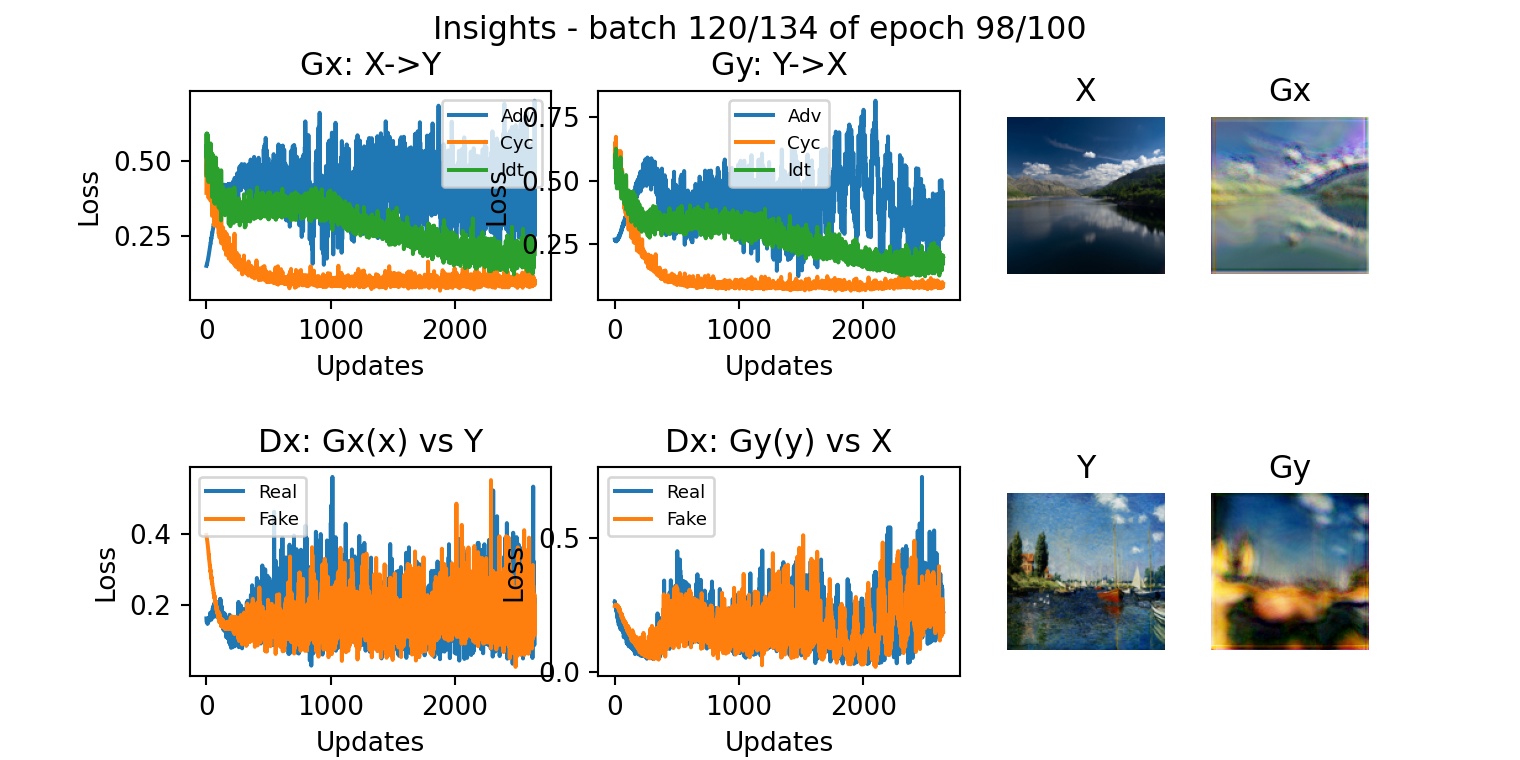 Insights - batch 120/134 of epoch 98/100
Gx: X->Y
Loss
0.50
0.25
Adv
Cyc
Idt
0 1000 2000
Updates
Gy: Y->X
Loss
0.75
0.50
0.25
Adv
Cyc
Idt
0 1000 2000
Updates
X
Gx
Dx: Gx(x) vs Y
Loss
0.4
0.2
Real
Fake
0 1000 2000
Updates
Dx: Gy(y) vs X
Loss
0.5
0.0
Real
Fake
0 1000 2000
Updates
Y
Gy